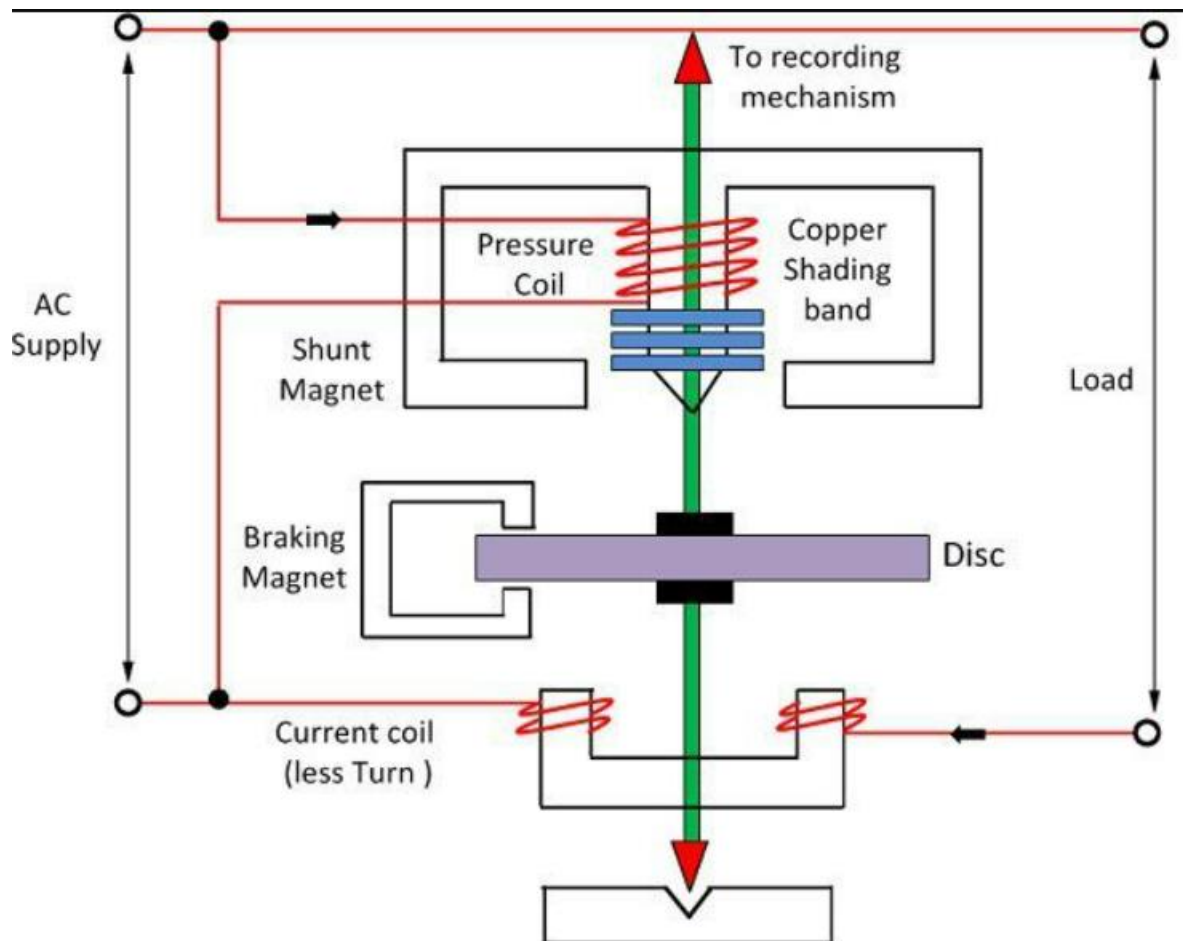 To recording
mechanism
Pressure
Coil
Copper
Shading
band
AC
Supply
Shunt
Magnet
Load
Braking
Magnet
Disc
Current coil
(less Turn )